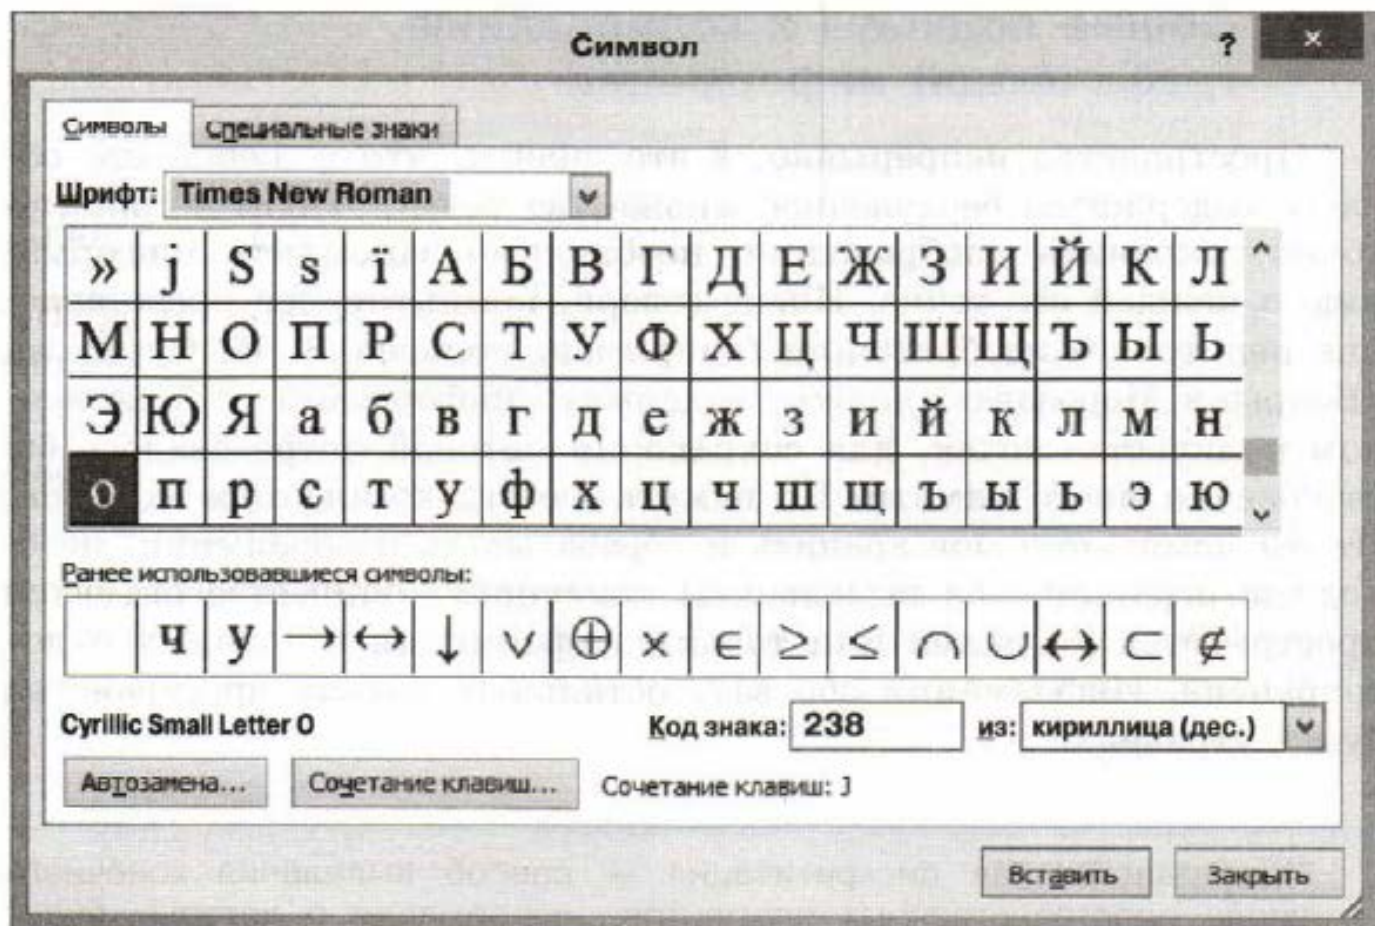 Символ ? ×
Символы Специальные знаки
Шрифт: Times New Roman
» j S s ї А Б В Г Д Е Ж З И Й К Л
М Н О П Р С Т У Ф Х Ц Ч Ш Щ Ъ Ы Ь
Э Ю Я а б в г д е ж з и й к л м н
о п р с т у ф х ц ч ш щ ъ ы ь э ю
Ранее использовавшиеся символы:
ч у → ↔ ↓ ∨ ⊕ × ∈ ≥ ≤ ∩ ∪ ↔ ⊂ ∉
Cyrillic Small Letter O Код знака: 238 из: кириллица (дес.)
Автозамена... Сочетание клавиш... Сочетание клавиш: J
Вставить Закрыть